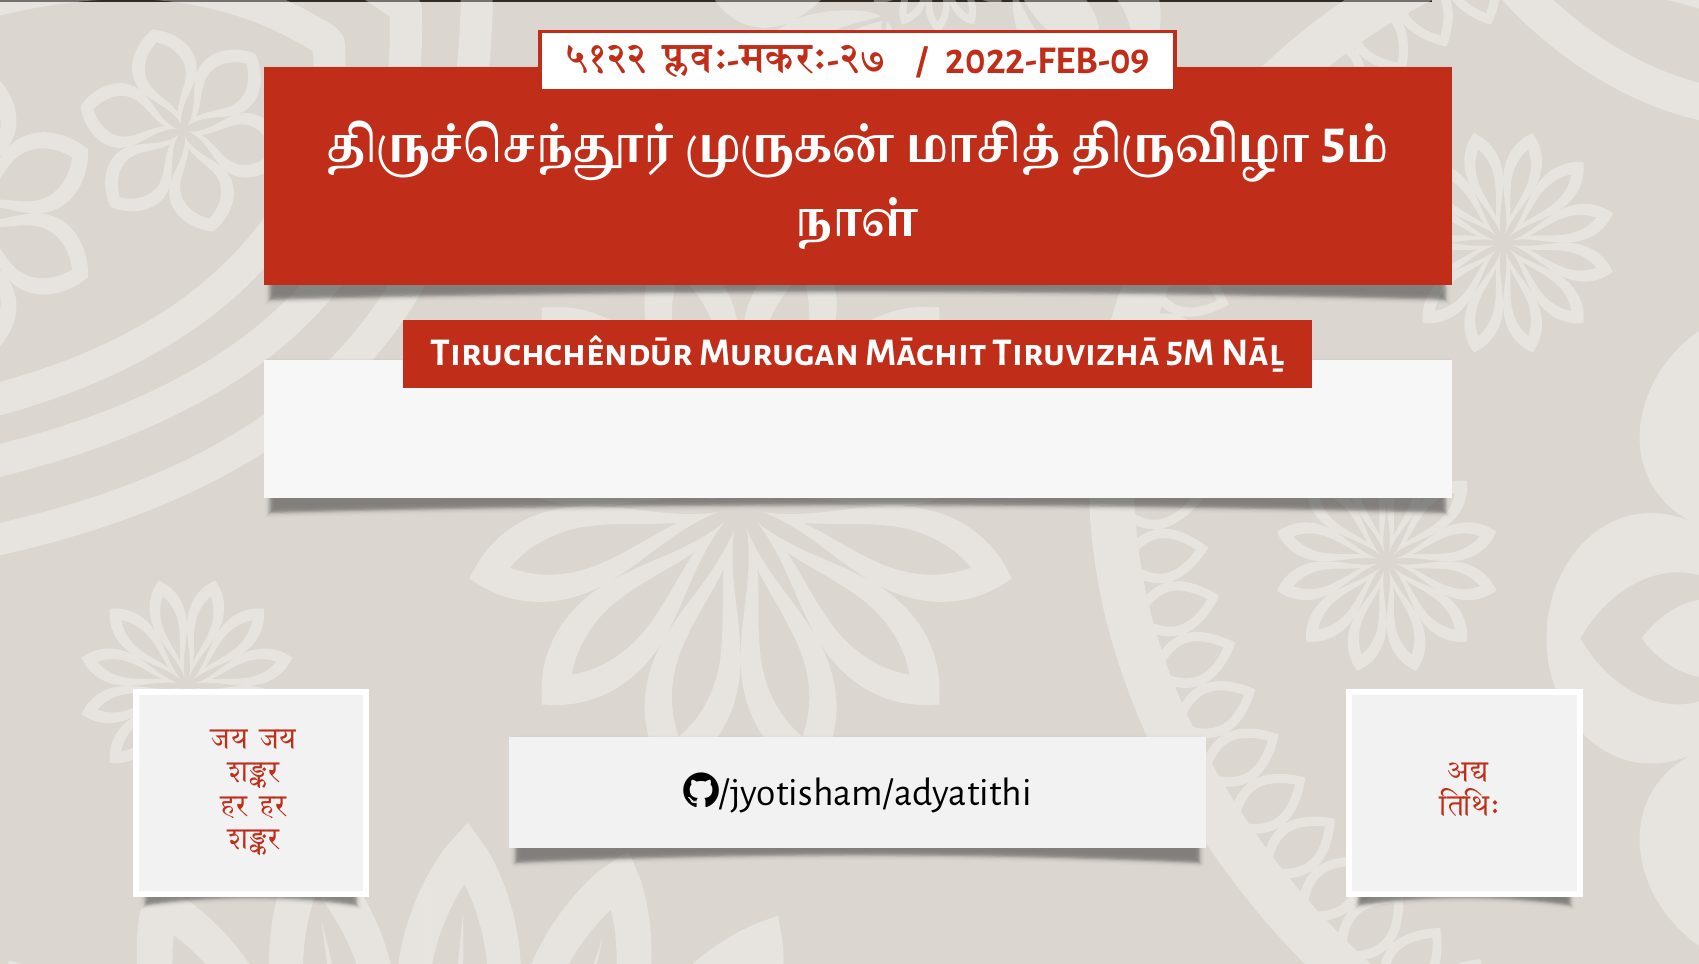 ५१२२ प्लवः-मकरः-२७ / 2022-FEB-09
திருச்செந்தூர் முருகன் மாசித் திருவிழா 5ம்
நாள்
Tiruchchêndūr Murugan Māchit Tiruvizhā 5m Nāḻ
जय जय
शङ्कर
हर हर
शङ्कर
/jyotisham/adyatithi
अद्य
तिथिः